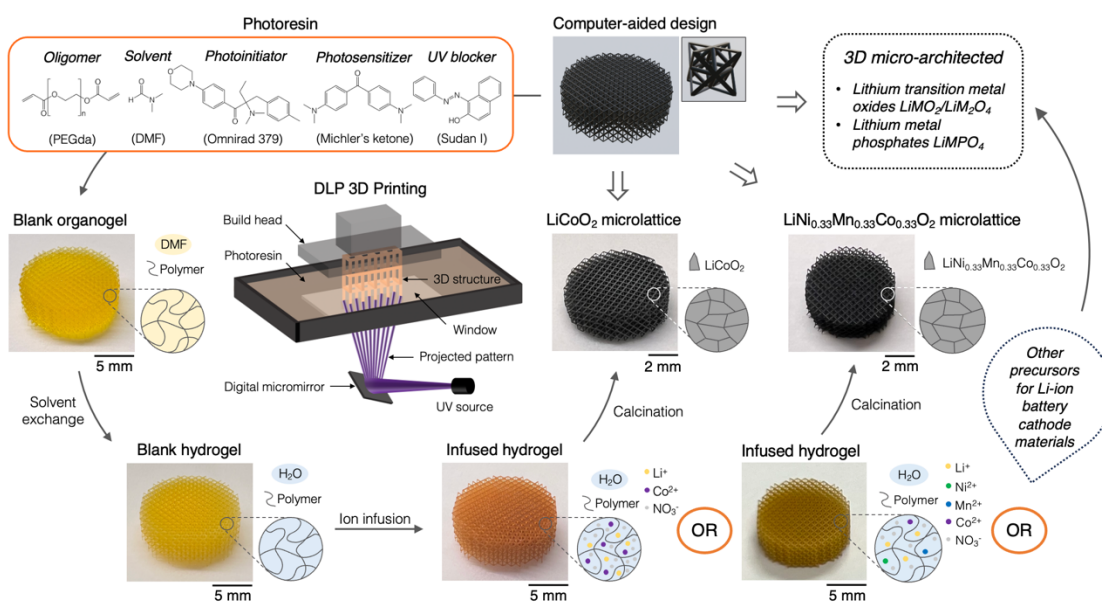 Photoresin
Oligomer
Solvent
Photoinitiator
Photosensitizer
UV blocker
(PEGda)
(DMF)
(Omnirad 379)
(Michler's ketone)
(Sudan I)
Computer-aided design
3D micro-architected
• Lithium transition metal
oxides LiMO₂/LiM₂O₄
• Lithium metal
phosphates LiMPO₄
Blank organogel
DMF
Polymer
5 mm
DLP 3D Printing
Build head
Photoresin
3D structure
Window
Projected pattern
Digital micromirror
UV source
LiCoO₂ microlattice
LiCoO₂
2 mm
LiNi₀.₃₃Mn₀.₃₃Co₀.₃₃O₂ microlattice
LiNi₀.₃₃Mn₀.₃₃Co₀.₃₃O₂
2 mm
Other
precursors
for Li-ion
battery
cathode
materials
Solvent
exchange
Calcination
Calcination
Blank hydrogel
H₂O
Polymer
5 mm
Ion infusion
Infused hydrogel
H₂O
Polymer
Li⁺
Co²⁺
NO₃⁻
5 mm
OR
Infused hydrogel
H₂O
Polymer
Li⁺
Ni²⁺
Mn²⁺
Co²⁺
NO₃⁻
5 mm
OR